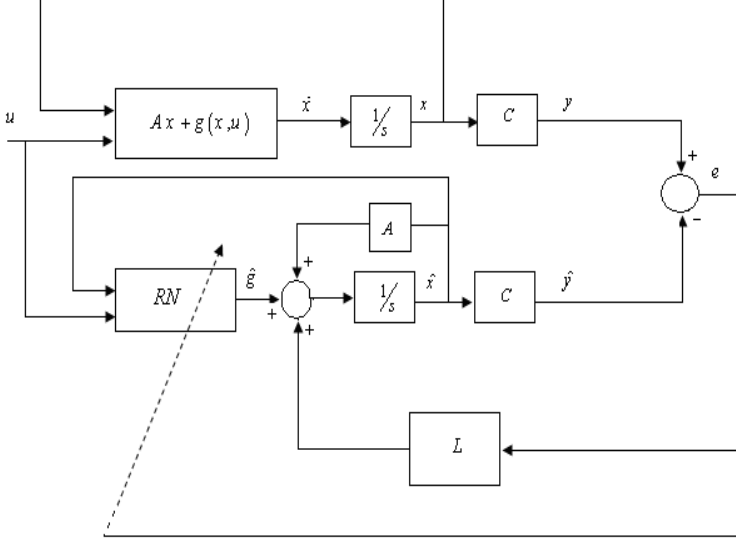 u
Ax + g(x,u)
ẋ
1/s
x
C
y
+
e
−
A
+
RN
ĝ
+
1/s
x̂
C
ŷ
+
L